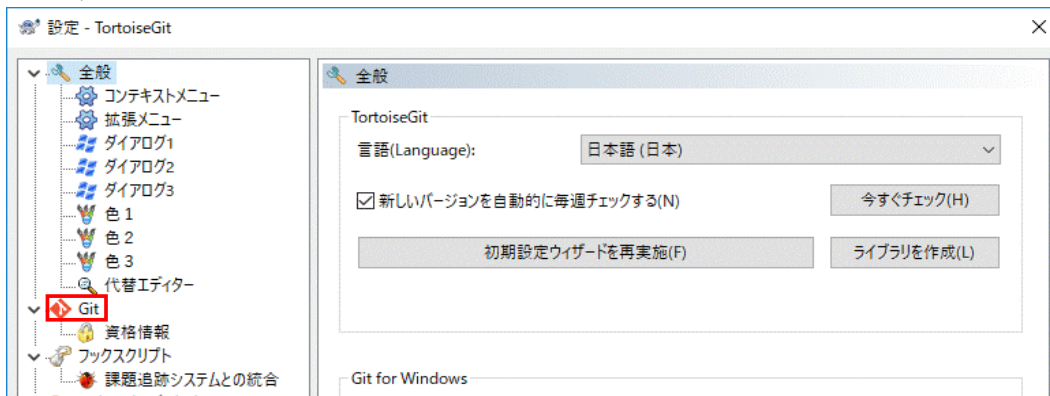 設定 - TortoiseGit
全般
コンテキストメニュー
拡張メニュー
ダイアログ1
ダイアログ2
ダイアログ3
色 1
色 2
色 3
代替エディター
Git
資格情報
フックスクリプト
課題追跡システムとの統合
全般
TortoiseGit
言語(Language):
日本語 (日本)
新しいバージョンを自動的に毎週チェックする(N)
今すぐチェック(H)
初期設定ウィザードを再実施(F)
ライブラリを作成(L)
Git for Windows